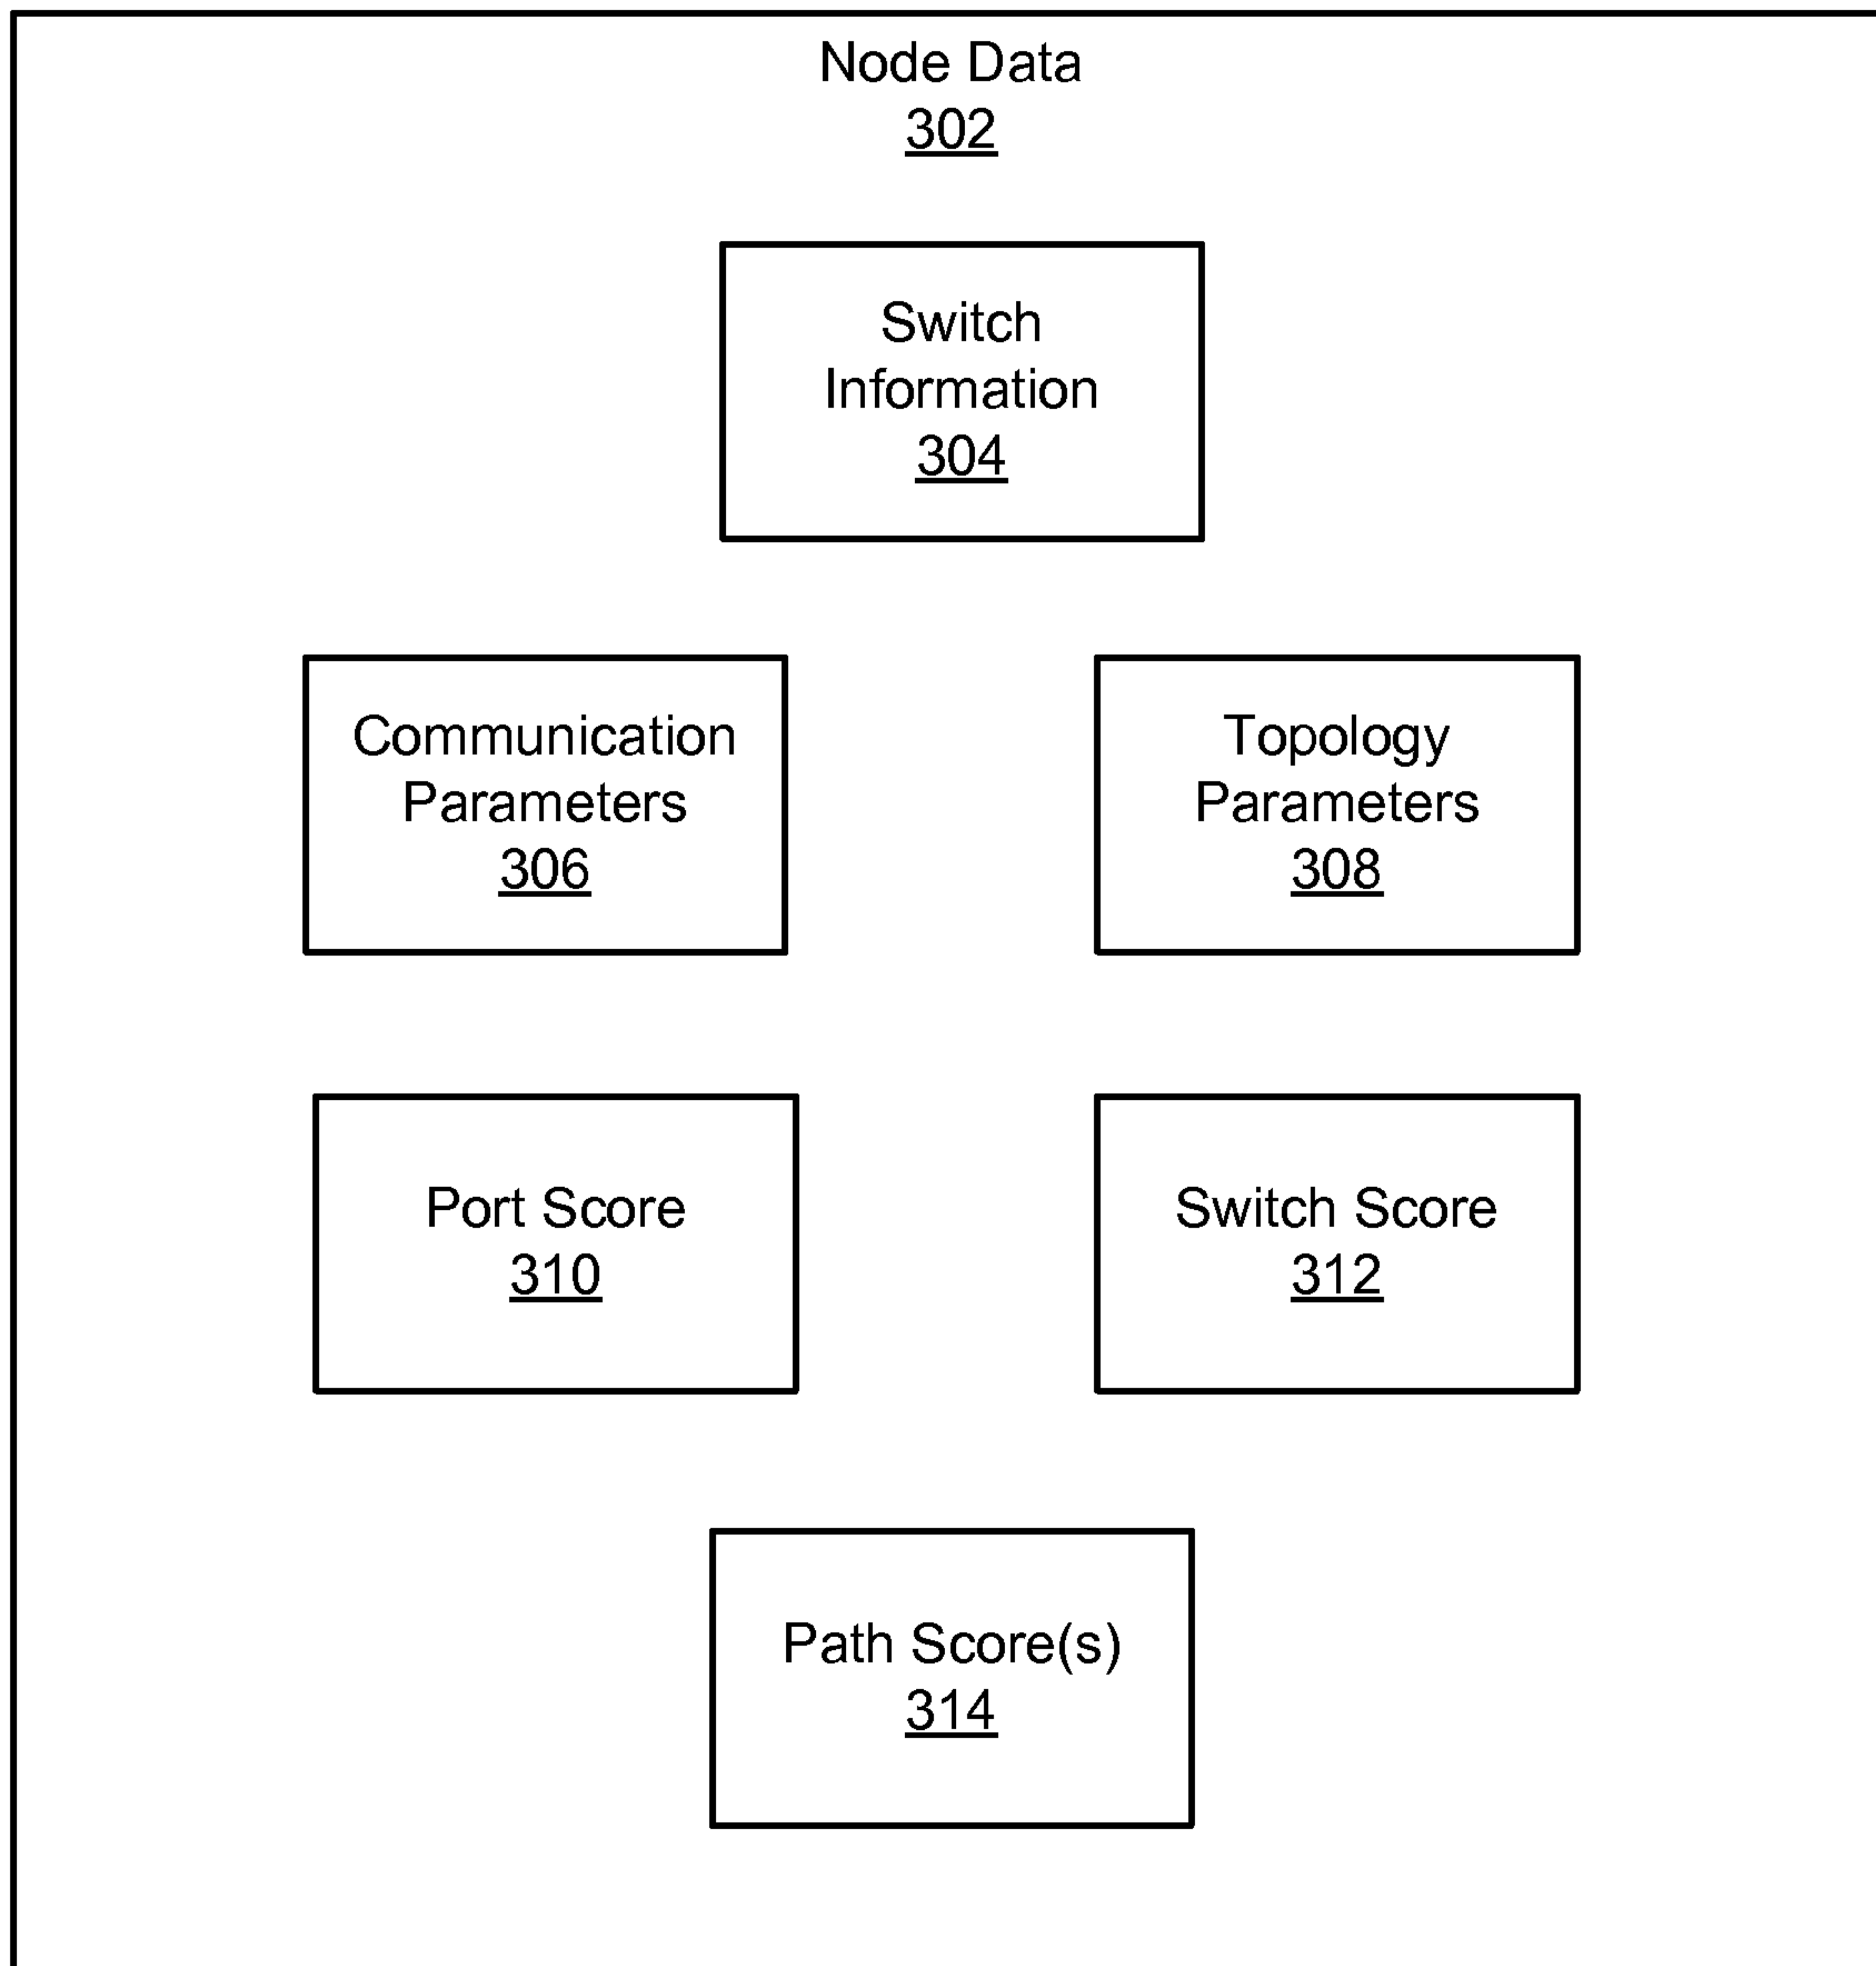 Node Data
302
Switch
Information
304
Communication
Parameters
306
Topology
Parameters
308
Port Score
310
Switch Score
312
Path Score(s)
314